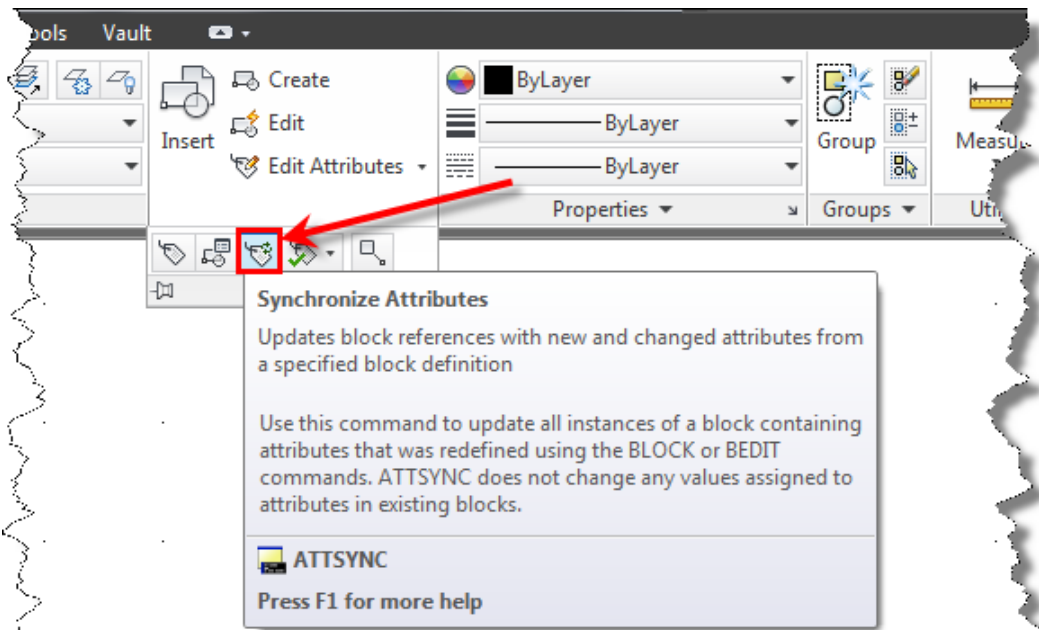 Vault
Create
ByLayer
Edit
ByLayer
Insert
Group
Edit Attributes
ByLayer
Properties
Groups
Synchronize Attributes
Updates block references with new and changed attributes from
a specified block definition
Use this command to update all instances of a block containing
attributes that was redefined using the BLOCK or BEDIT
commands. ATTSYNC does not change any values assigned to
attributes in existing blocks.
ATTSYNC
Press F1 for more help